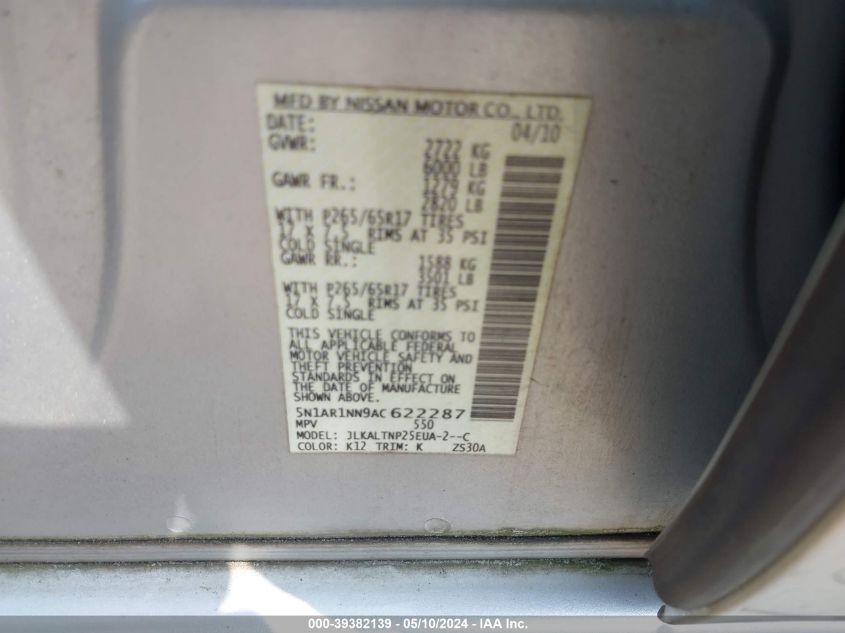 MFD BY NISSAN MOTOR CO., LTD.
DATE: 04/10
GVWR: 2722 KG
6000 LB
GAWR FR.: 1279 KG
2820 LB
WITH P265/65R17 TIRES
17 X 7.5 RIMS AT 35 PSI
COLD SINGLE
GAWR RR.: 1588 KG
3501 LB
WITH P265/65R17 TIRES
17 X 7.5 RIMS AT 35 PSI
COLD SINGLE
THIS VEHICLE CONFORMS TO
ALL APPLICABLE FEDERAL
MOTOR VEHICLE SAFETY AND
THEFT PREVENTION
STANDARDS IN EFFECT ON
THE DATE OF MANUFACTURE
SHOWN ABOVE.
5N1AR1NN9AC622287
MPV 550
MODEL: JLKALTNP25EUA-2--C
COLOR: K12 TRIM: K ZS30A
000-39382139 - 05/10/2024 - IAA Inc.